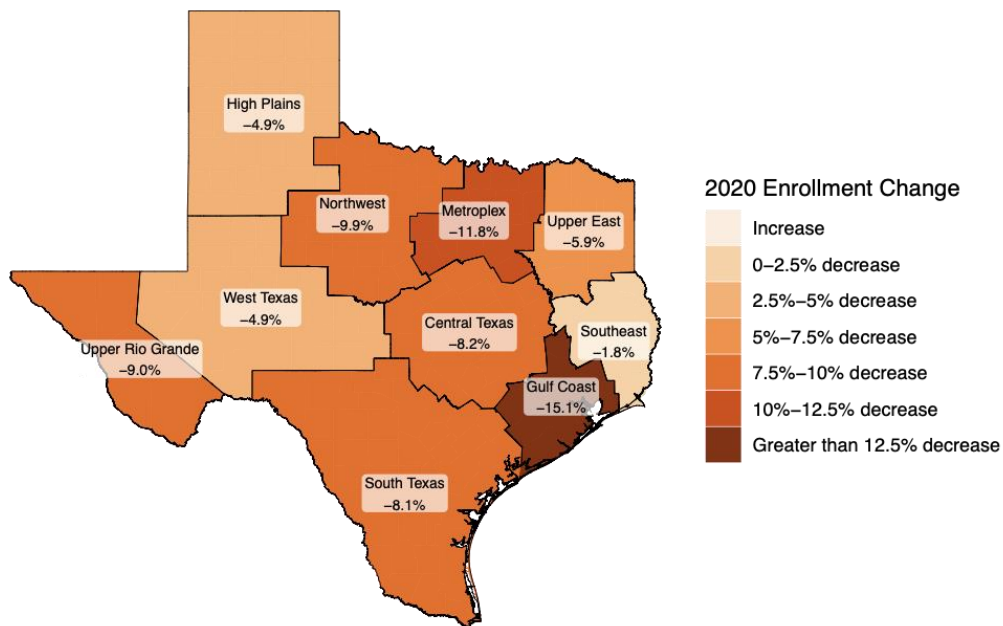 High Plains
−4.9%
Northwest
−9.9%
Metroplex
−11.8%
Upper East
−5.9%
West Texas
−4.9%
Upper Rio Grande
−9.0%
Central Texas
−8.2%
Southeast
−1.8%
Gulf Coast
−15.1%
South Texas
−8.1%
2020 Enrollment Change
Increase
0−2.5% decrease
2.5%−5% decrease
5%−7.5% decrease
7.5%−10% decrease
10%−12.5% decrease
Greater than 12.5% decrease